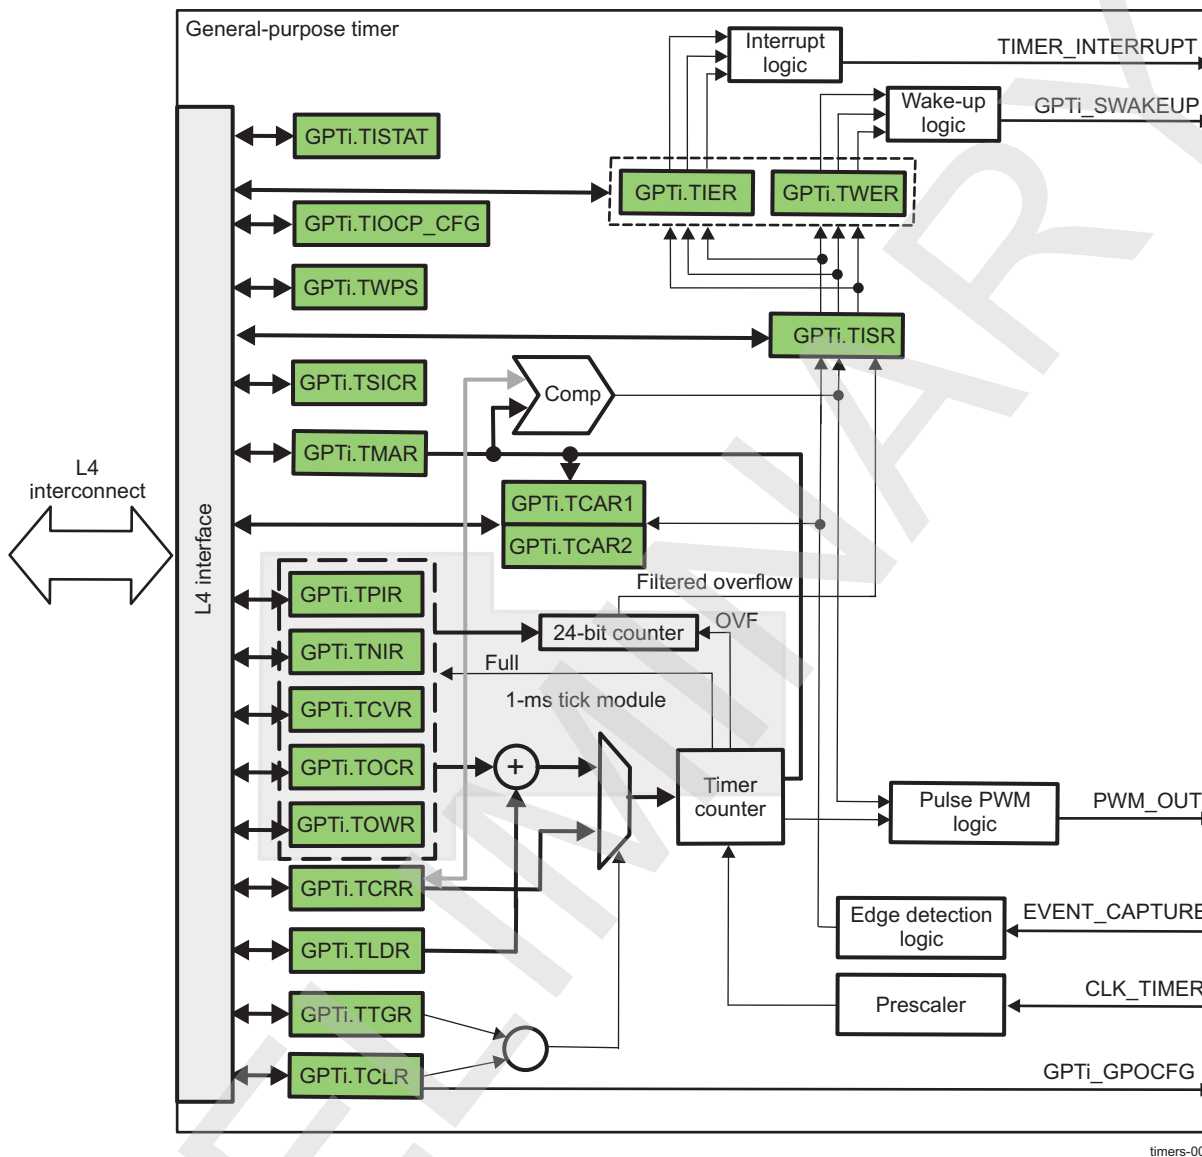 General-purpose timer
Interrupt
logic
TIMER_INTERRUPT
Wake-up
logic
GPTi_SWAKEUP
GPTi.TISTAT
GPTi.TIER
GPTi.TWER
GPTi.TIOCP_CFG
GPTi.TWPS
GPTi.TISR
GPTi.TSICR
Comp
GPTi.TMAR
L4
interconnect
L4 interface
GPTi.TCAR1
GPTi.TCAR2
Filtered overflow
GPTi.TPIR
24-bit counter
OVF
GPTi.TNIR
Full
1-ms tick module
GPTi.TCVR
GPTi.TOCR
+
Timer
counter
Pulse PWM
logic
PWM_OUT
GPTi.TOWR
GPTi.TCRR
Edge detection
logic
EVENT_CAPTURE
GPTi.TLDR
Prescaler
CLK_TIMER
GPTi.TTGR
GPTi.TCLR
GPTi_GPOCFG
timers-00
ELIMINARY